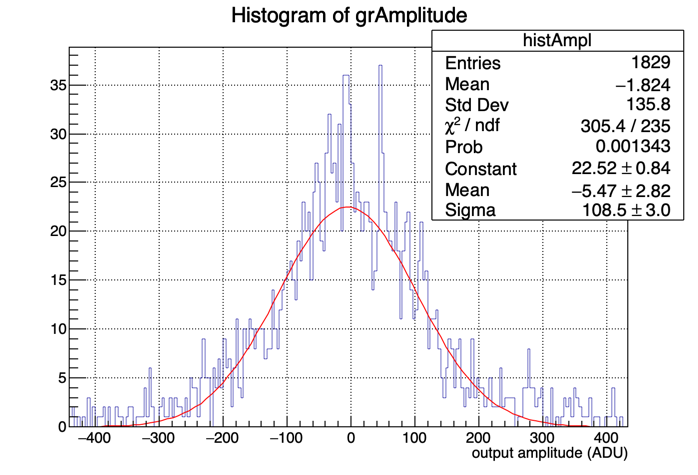 Histogram of grAmplitude
histAmpl
Entries 1829
Mean −1.824
Std Dev 135.8
χ² / ndf 305.4 / 235
Prob 0.001343
Constant 22.52 ± 0.84
Mean −5.47 ± 2.82
Sigma 108.5 ± 3.0
35
30
25
20
15
10
5
0
−400 −300 −200 −100 0 100 200 300 400
output amplitude (ADU)